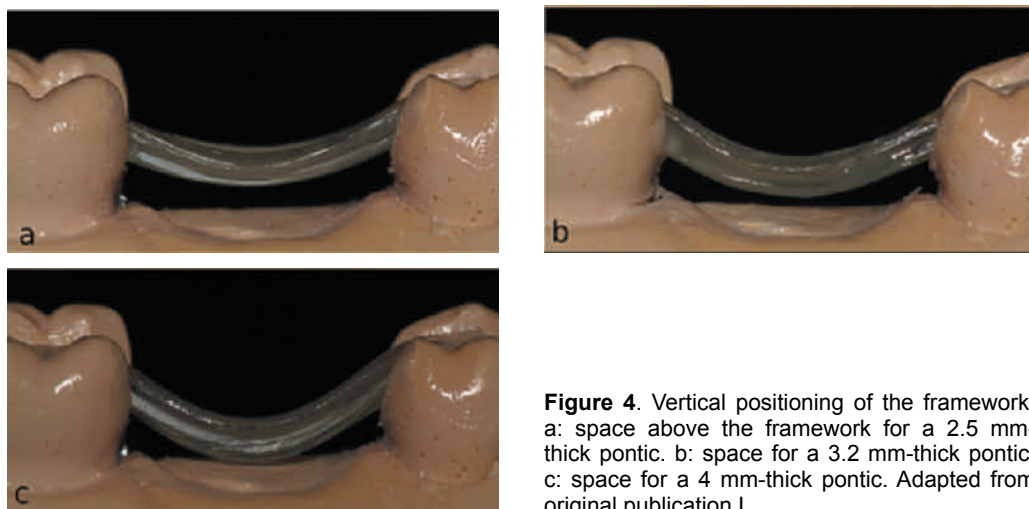 a
b
c
Figure 4. Vertical positioning of the framework
a: space above the framework for a 2.5 mm-
thick pontic. b: space for a 3.2 mm-thick pontic
c: space for a 4 mm-thick pontic. Adapted from
original publication I